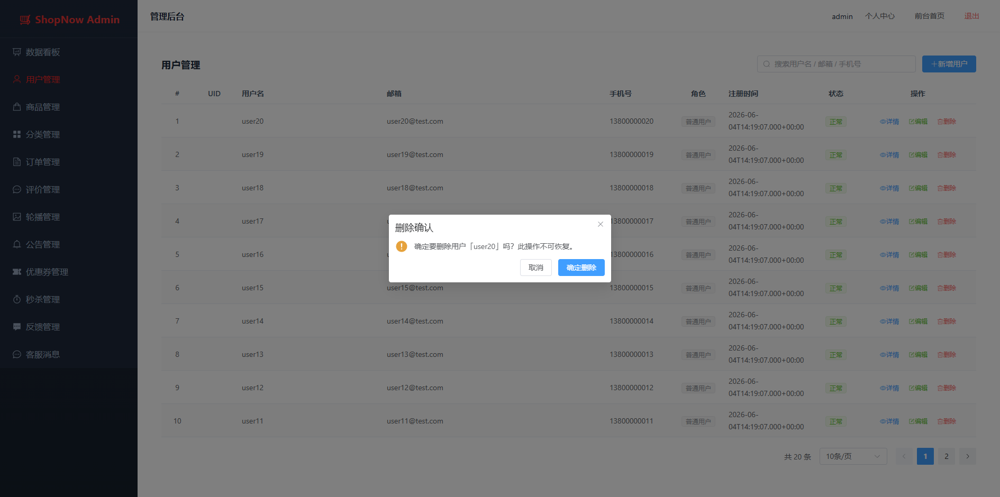 ShopNow Admin
管理后台
admin 个人中心 前台首页 退出
数据看板
用户管理
商品管理
分类管理
订单管理
评价管理
轮播管理
公告管理
优惠券管理
秒杀管理
反馈管理
客服消息
用户管理
搜索用户名 / 邮箱 / 手机号
新增用户
# UID 用户名 邮箱 手机号 角色 注册时间 状态 操作
1 user20 user20@test.com 13800000020 普通用户 2026-06-
04T14:19:07.000+00:00 正常 详情 编辑 删除
2 user19 user19@test.com 13800000019 普通用户 2026-06-
04T14:19:07.000+00:00 正常 详情 编辑 删除
3 user18 user18@test.com 13800000018 普通用户 2026-06-
04T14:19:07.000+00:00 正常 详情 编辑 删除
4 user17 13800000017 普通用户 2026-06-
04T14:19:07.000+00:00 正常 详情 编辑 删除
5 user16 13800000016 普通用户 2026-06-
04T14:19:07.000+00:00 正常 详情 编辑 删除
6 user15 user15@test.com 13800000015 普通用户 2026-06-
04T14:19:07.000+00:00 正常 详情 编辑 删除
7 user14 user14@test.com 13800000014 普通用户 2026-06-
04T14:19:07.000+00:00 正常 详情 编辑 删除
8 user13 user13@test.com 13800000013 普通用户 2026-06-
04T14:19:07.000+00:00 正常 详情 编辑 删除
9 user12 user12@test.com 13800000012 普通用户 2026-06-
04T14:19:07.000+00:00 正常 详情 编辑 删除
10 user11 user11@test.com 13800000011 普通用户 2026-06-
04T14:19:07.000+00:00 正常 详情 编辑 删除
删除确认
确定要删除用户「user20」吗？此操作不可恢复。
取消 确定删除
共 20 条 10条/页 1 2